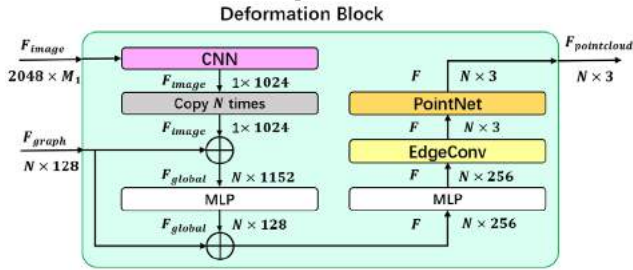 Deformation Block
F_image
2048 × M_1
CNN
F_image 1 × 1024
Copy N times
F_image 1 × 1024
F_graph
N × 128
F_global N × 1152
MLP
F_global N × 128
F_pointcloud
N × 3
F N × 3
PointNet
F N × 3
EdgeConv
F N × 256
MLP
F N × 256